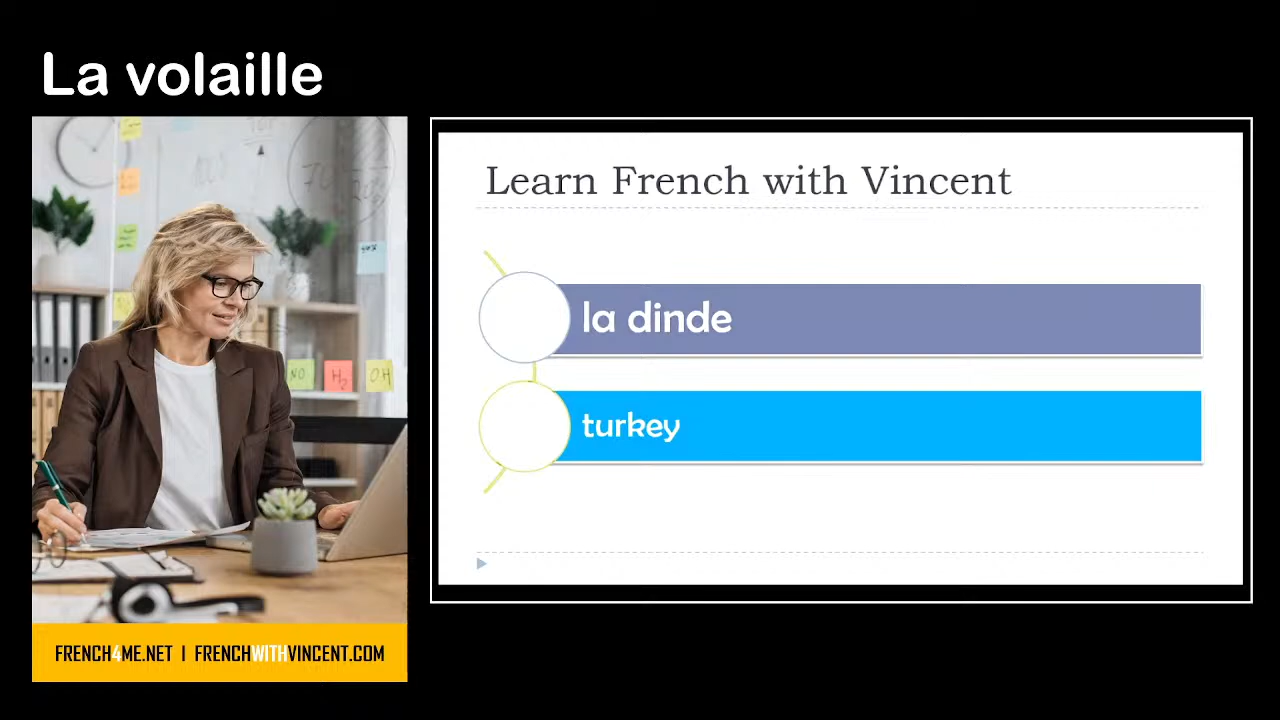 La volaille
Learn French with Vincent
la dinde
turkey
NO
H2
OH
FRENCH4ME.NET I FRENCHWITHVINCENT.COM